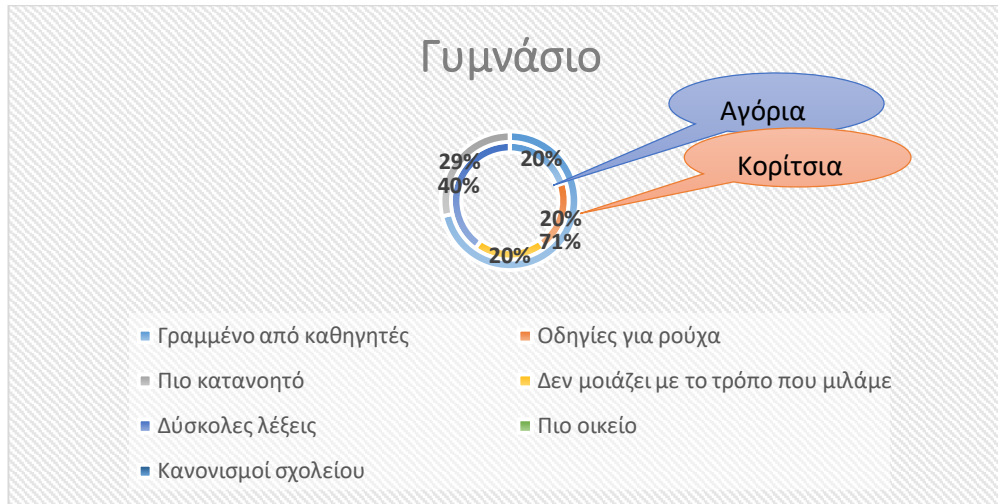 Γυμνάσιο
Αγόρια
Κορίτσια
20%
29%
40%
20%
71%
20%
Γραμμένο από καθηγητές
Οδηγίες για ρούχα
Πιο κατανοητό
Δεν μοιάζει με το τρόπο που μιλάμε
Δύσκολες λέξεις
Πιο οικείο
Κανονισμοί σχολείου